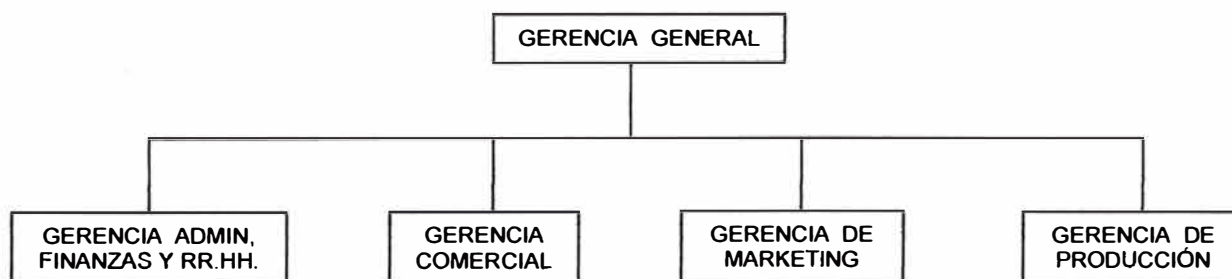 GERENCIA GENERAL
GERENCIA ADMIN,
FINANZAS Y RR.HH.
GERENCIA
COMERCIAL
GERENCIA DE
MARKETING
GERENCIA DE
PRODUCCIÓN